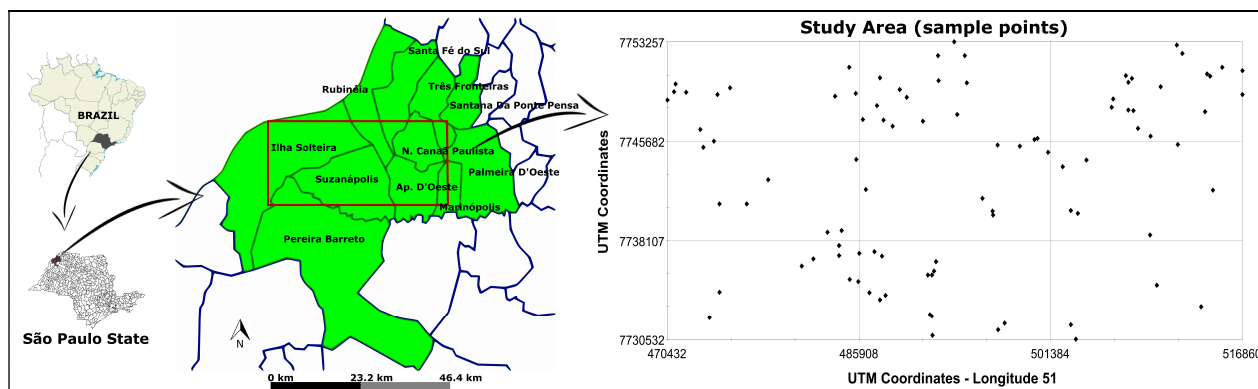 BRAZIL
São Paulo State
Santa Fé do Sul
Rubinéia
Três Fronteiras
Santana Da Ponte Pensa
Ilha Solteira
N. Canaã Paulista
Suzanápolis
Palmeira D'Oeste
Ap. D'Oeste
Marinópolis
Pereira Barreto
N
0 km 23.2 km 46.4 km
Study Area (sample points)
UTM Coordinates
7753257
7745682
7738107
7730532
470432 485908 501384 516860
UTM Coordinates - Longitude 51